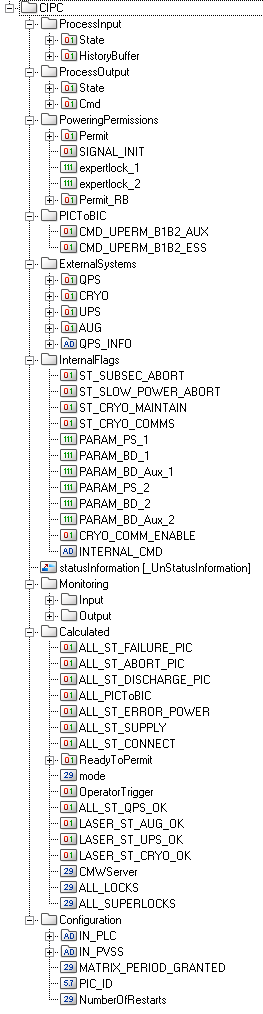 CIPC
ProcessInput
State
HistoryBuffer
ProcessOutput
State
Cmd
PoweringPermissions
Permit
SIGNAL_INIT
expertlock_1
expertlock_2
Permit_RB
PICToBIC
CMD_UPERM_B1B2_AUX
CMD_UPERM_B1B2_ESS
ExternalSystems
QPS
CRYO
UPS
AUG
QPS_INFO
InternalFlags
ST_SUBSEC_ABORT
ST_SLOW_POWER_ABORT
ST_CRYO_MAINTAIN
ST_CRYO_COMMS
PARAM_PS_1
PARAM_BD_1
PARAM_BD_Aux_1
PARAM_PS_2
PARAM_BD_2
PARAM_BD_Aux_2
CRYO_COMM_ENABLE
INTERNAL_CMD
statusInformation [_UnStatusInformation]
Monitoring
Input
Output
Calculated
ALL_ST_FAILURE_PIC
ALL_ST_ABORT_PIC
ALL_ST_DISCHARGE_PIC
ALL_PICToBIC
ALL_ST_ERROR_POWER
ALL_ST_SUPPLY
ALL_ST_CONNECT
ReadyToPermit
mode
OperatorTrigger
ALL_ST_QPS_OK
LASER_ST_AUG_OK
LASER_ST_UPS_OK
LASER_ST_CRYO_OK
CMWServer
ALL_LOCKS
ALL_SUPERLOCKS
Configuration
IN_PLC
IN_PVSS
MATRIX_PERIOD_GRANTED
PIC_ID
NumberOfRestarts